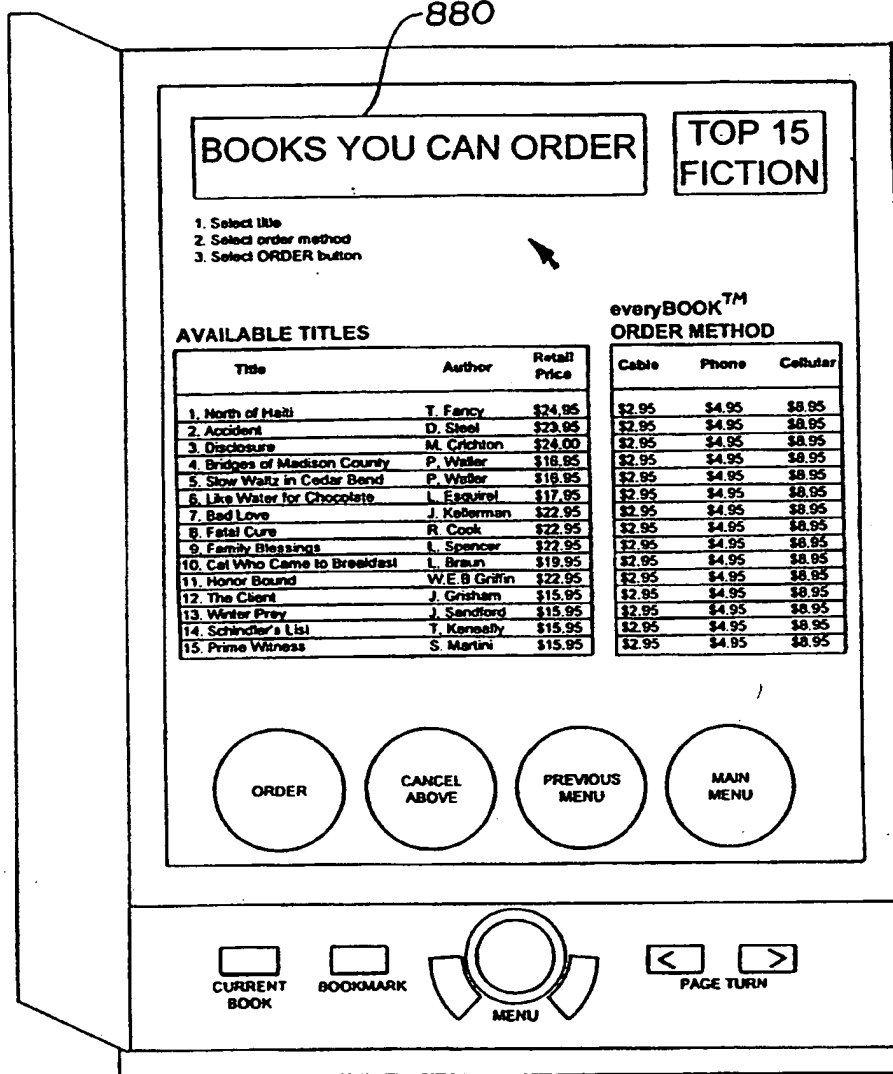 880
BOOKS YOU CAN ORDER
TOP 15
FICTION
1. Select title
2. Select order method
3. Select ORDER button
everyBOOK™
AVAILABLE TITLES ORDER METHOD
Title Author Retail Price Cable Phone Cellular
1. North of Haiti T. Fancy $24.95 $2.95 $4.95 $8.95
2. Accident D. Steel $23.95 $2.95 $4.95 $8.95
3. Disclosure M. Crichton $24.00 $2.95 $4.95 $8.95
4. Bridges of Madison County P. Waller $16.95 $2.95 $4.95 $8.95
5. Slow Waltz in Cedar Bend P. Waller $16.95 $2.95 $4.95 $8.95
6. Like Water for Chocolate L. Esquirel $17.95 $2.95 $4.95 $8.95
7. Bad Love J. Kellerman $22.95 $2.95 $4.95 $8.95
8. Fatal Cure R. Cook $22.95 $2.95 $4.95 $8.95
9. Family Blessings L. Spencer $22.95 $2.95 $4.95 $8.95
10. Cat Who Came to Breakfast L. Braun $19.95 $2.95 $4.95 $8.95
11. Honor Bound W.E.B Griffin $22.95 $2.95 $4.95 $8.95
12. The Client J. Grisham $15.95 $2.95 $4.95 $8.95
13. Winter Prey J. Sandford $15.95 $2.95 $4.95 $8.95
14. Schindler's List T. Keneally $15.95 $2.95 $4.95 $8.95
15. Prime Witness S. Martini $15.95 $2.95 $4.95 $8.95
ORDER
CANCEL
ABOVE
PREVIOUS
MENU
MAIN
MENU
< >
CURRENT
BOOK
BOOKMARK
MENU
PAGE TURN